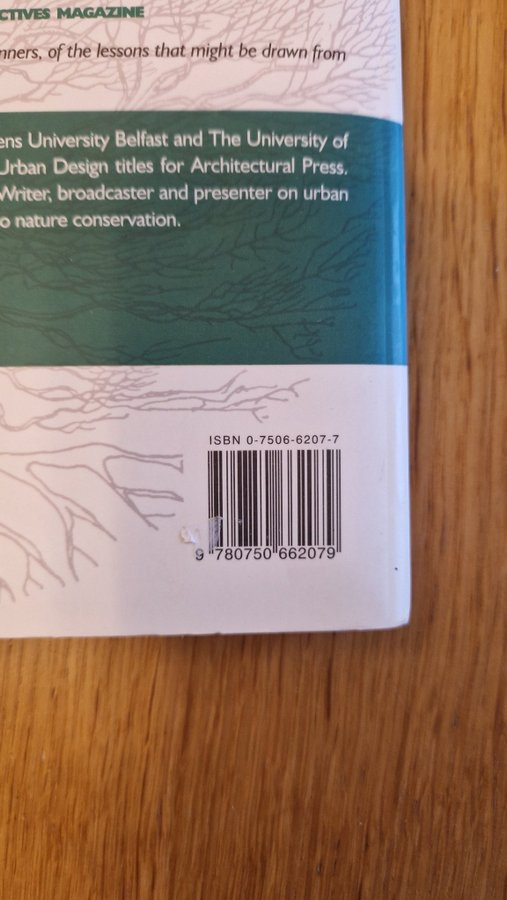 CTIVES MAGAZINE
nners, of the lessons that might be drawn from
ens University Belfast and The University of
Urban Design titles for Architectural Press.
Writer, broadcaster and presenter on urban
o nature conservation.
ISBN 0-7506-6207-7
9 780750 662079